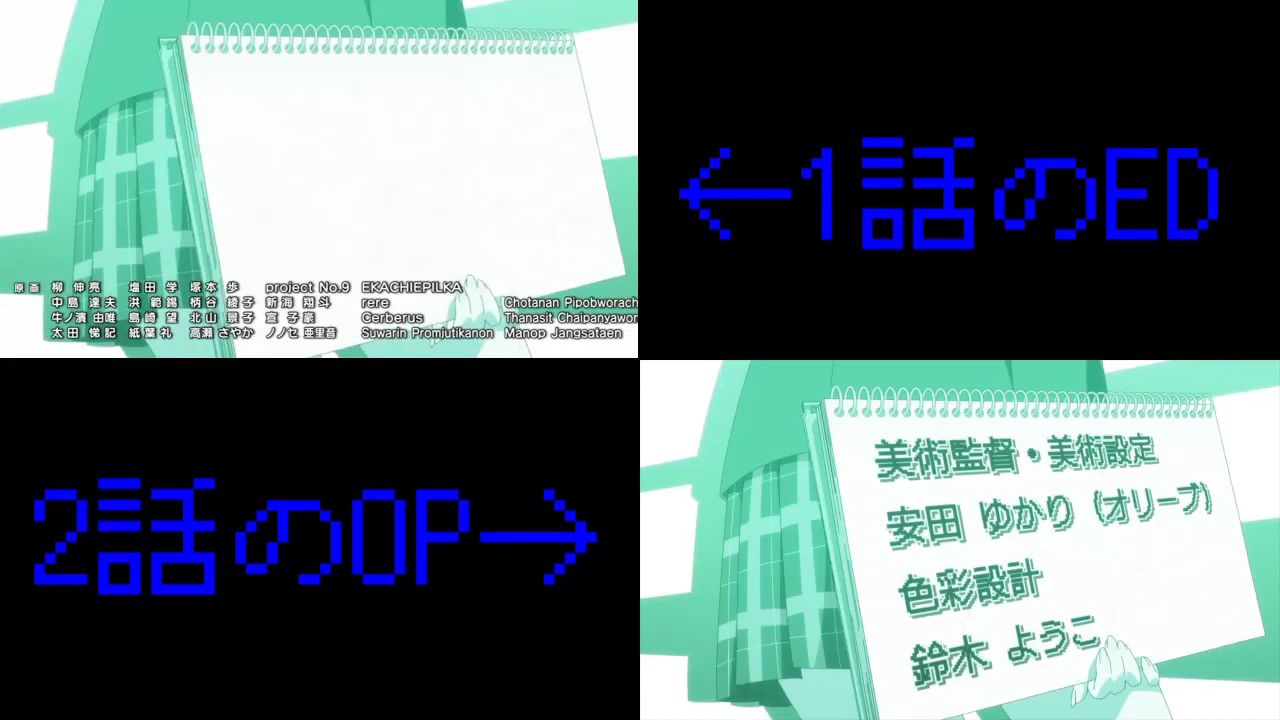 原画 柳 伸亮 塩田 学 塚本 歩 project No.9 EKACHIEPILKA
中島 達夫 洪 範錫 柄谷 綾子 新海 翔斗 rere Chotanan Pipobworach
牛ノ濱 由唯 島崎 望 北山 景子 宣 子豪 Cerberus Thanasit Chaipanyawor
太田 悌記 紙葉 礼 高瀬 さやか ノノセ 亜里音 Suwarin Promjutikanon Manop Jangsataen
←1話のED
2話のOP→
美術監督・美術設定
安田 ゆかり (オリーブ)
色彩設計
鈴木 ようこ